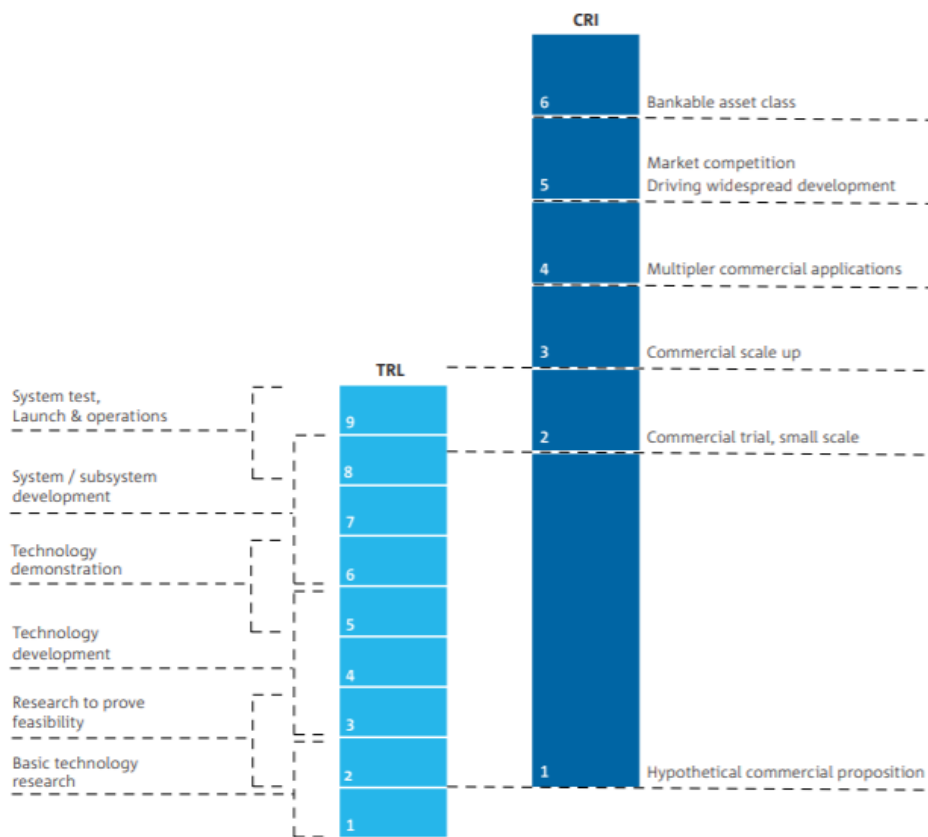 CRI
6 Bankable asset class
Market competition
5 Driving widespread development
4 Multipler commercial applications
3 Commercial scale up
2 Commercial trial, small scale
1 Hypothetical commercial proposition
TRL
9
8
7
6
5
4
3
2
1
System test,
Launch & operations
System / subsystem
development
Technology
demonstration
Technology
development
Research to prove
feasibility
Basic technology
research